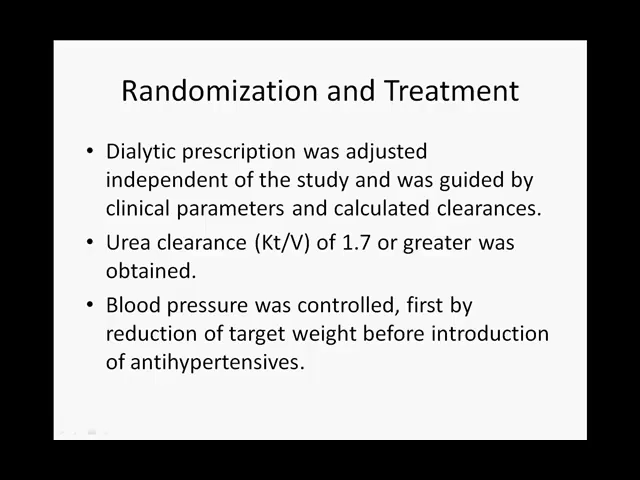 Randomization and Treatment
• Dialytic prescription was adjusted
independent of the study and was guided by
clinical parameters and calculated clearances.
• Urea clearance (Kt/V) of 1.7 or greater was
obtained.
• Blood pressure was controlled, first by
reduction of target weight before introduction
of antihypertensives.